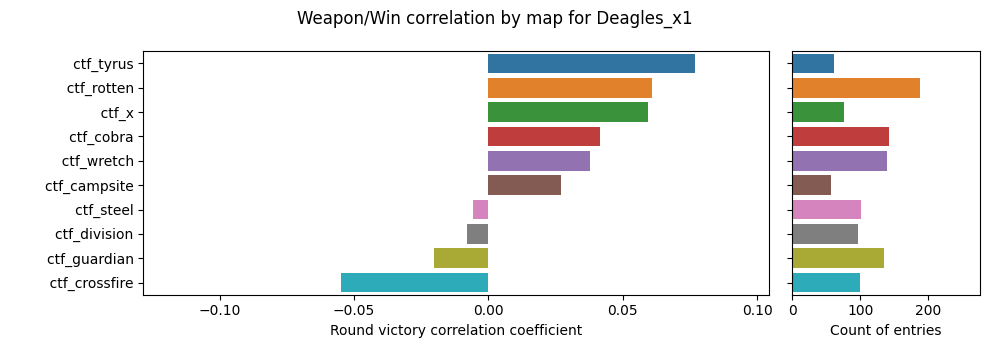 Weapon/Win correlation by map for Deagles_x1
ctf_tyrus
ctf_rotten
ctf_x
ctf_cobra
ctf_wretch
ctf_campsite
ctf_steel
ctf_division
ctf_guardian
ctf_crossfire
−0.10 −0.05 0.00 0.05 0.10
Round victory correlation coefficient
0 100 200
Count of entries